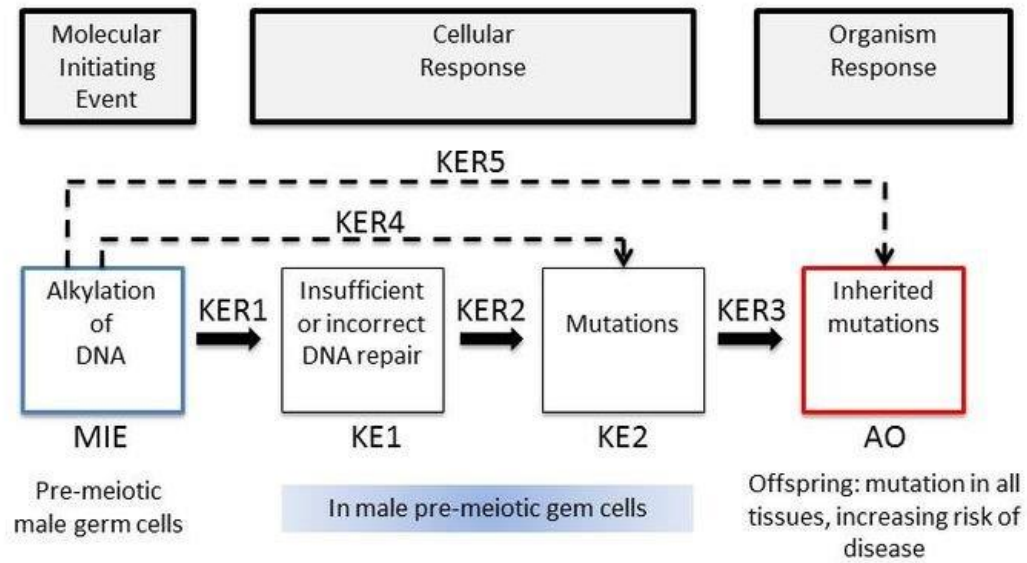 Molecular
Initiating
Event
Cellular
Response
Organism
Response
KER5
KER4
Alkylation
of
DNA
KER1
Insufficient
or incorrect
DNA repair
KER2
Mutations
KER3
Inherited
mutations
MIE
KE1
KE2
AO
Pre-meiotic
male germ cells
In male pre-meiotic gem cells
Offspring: mutation in all
tissues, increasing risk of
disease